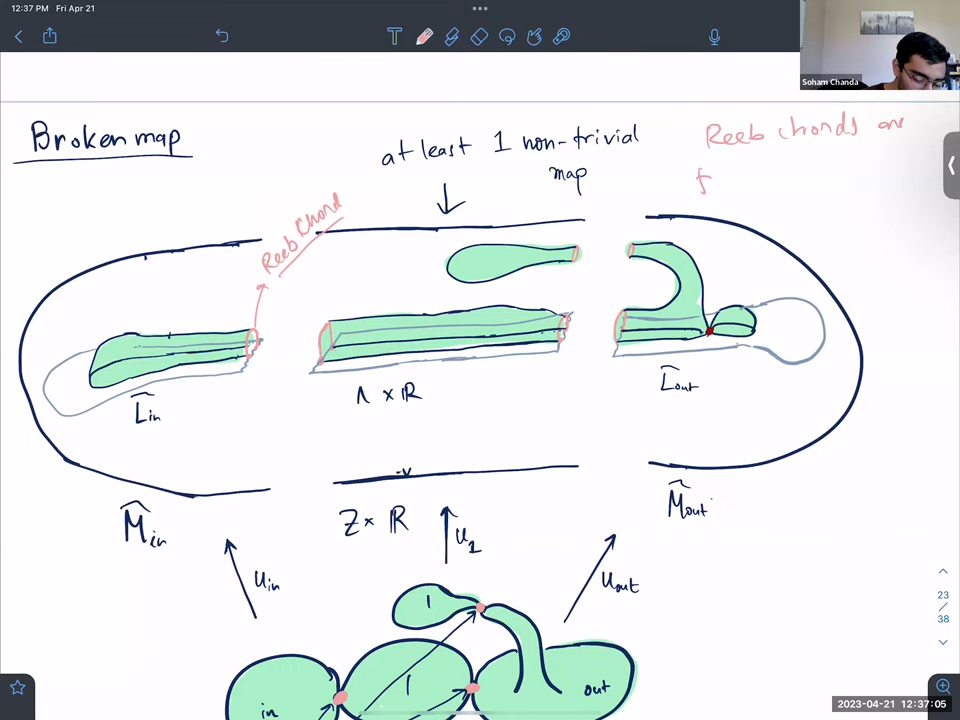 12:37 PM Fri Apr 21
Soham Chanda
Broken map
at least 1 non-trivial
map
Reeb chords are
f
Reeb Chord
L̂in
Λ × ℝ
L̂out
M̂in
Z × ℝ
M̂out
uin
u1
uout
1
in
1
out
23
/
38
2023-04-21 12:37:05